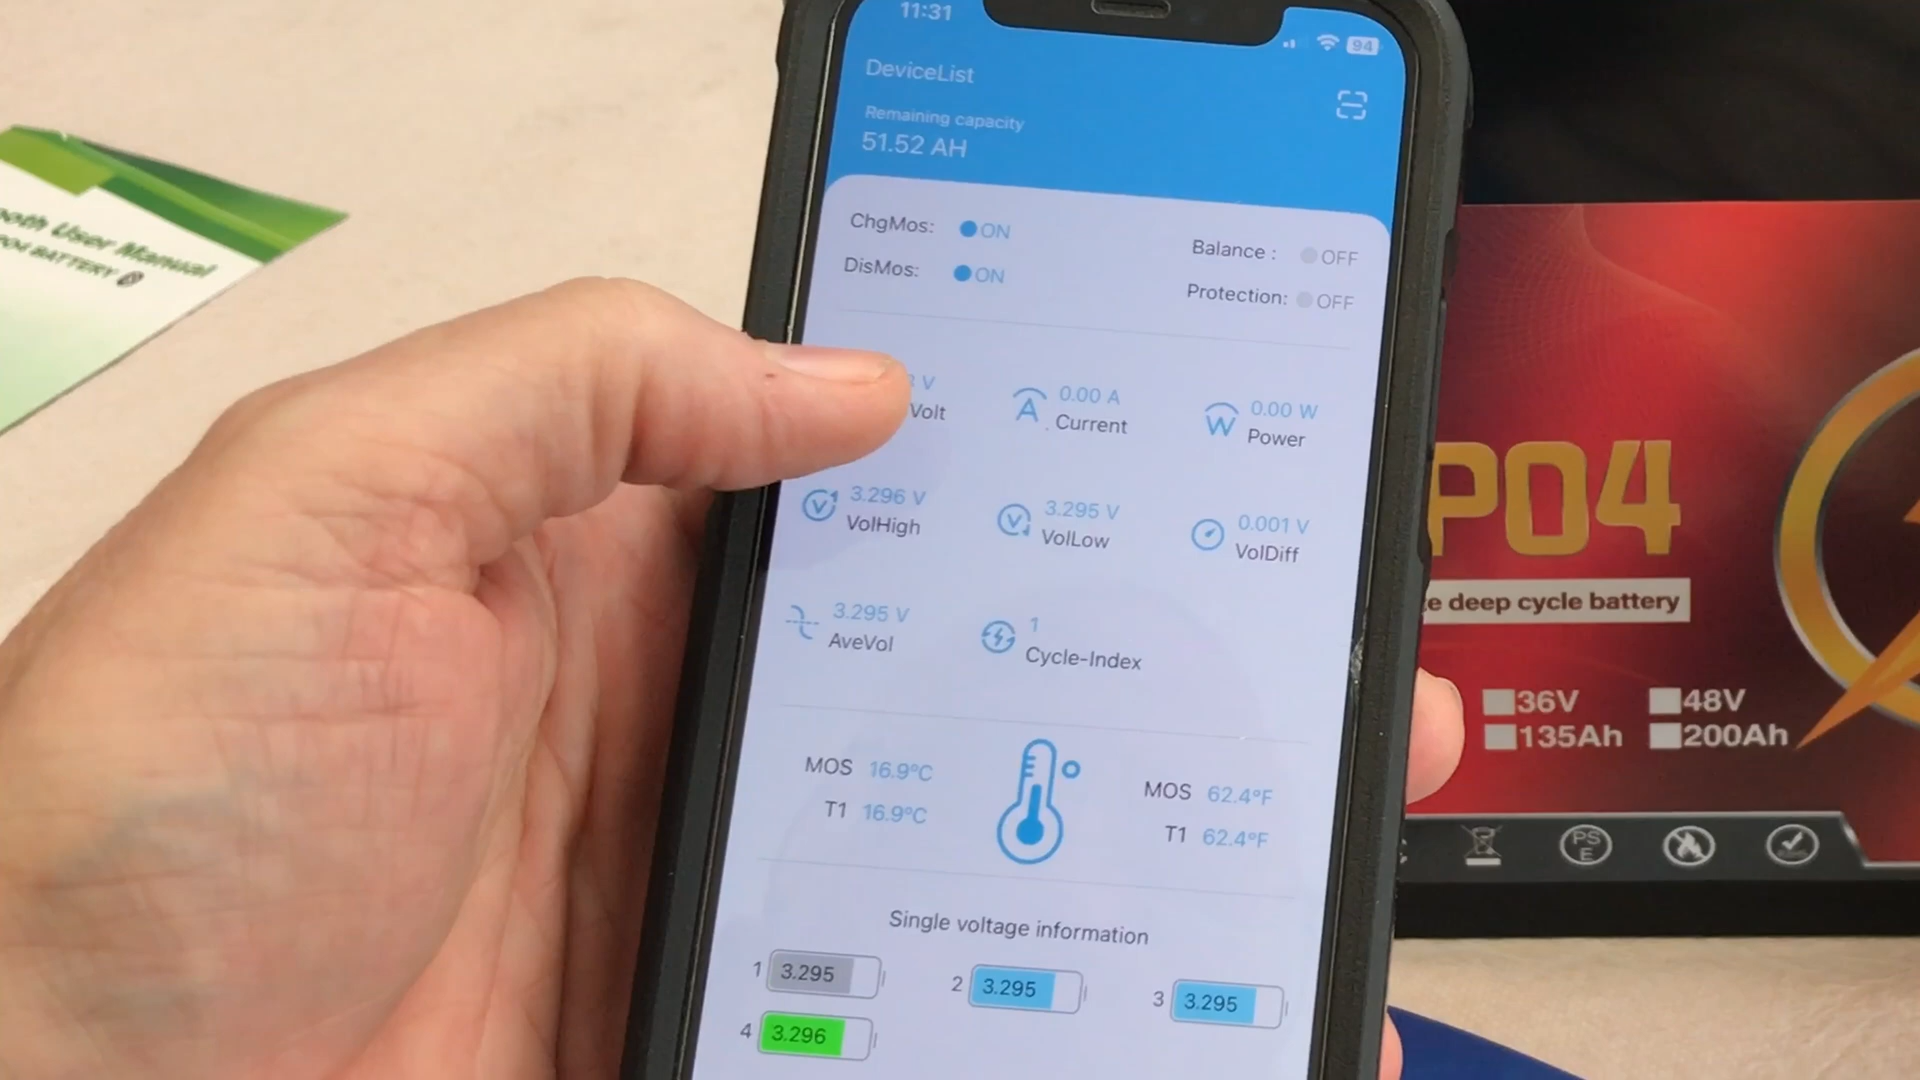 11:31
94
DeviceList
Remaining capacity
51.52 AH
ChgMos: ON
Balance : OFF
DisMos: ON
Protection: OFF
V
Volt
0.00 A
Current
0.00 W
Power
3.296 V
VolHigh
3.295 V
VolLow
0.001 V
VolDiff
3.295 V
AveVol
1
Cycle-Index
MOS 16.9°C
T1 16.9°C
MOS 62.4°F
T1 62.4°F
Single voltage information
1 3.295
2 3.295
3 3.295
4 3.296
User Manual
BATTERY
PO4
deep cycle battery
36V 48V
135Ah 200Ah
PS
E